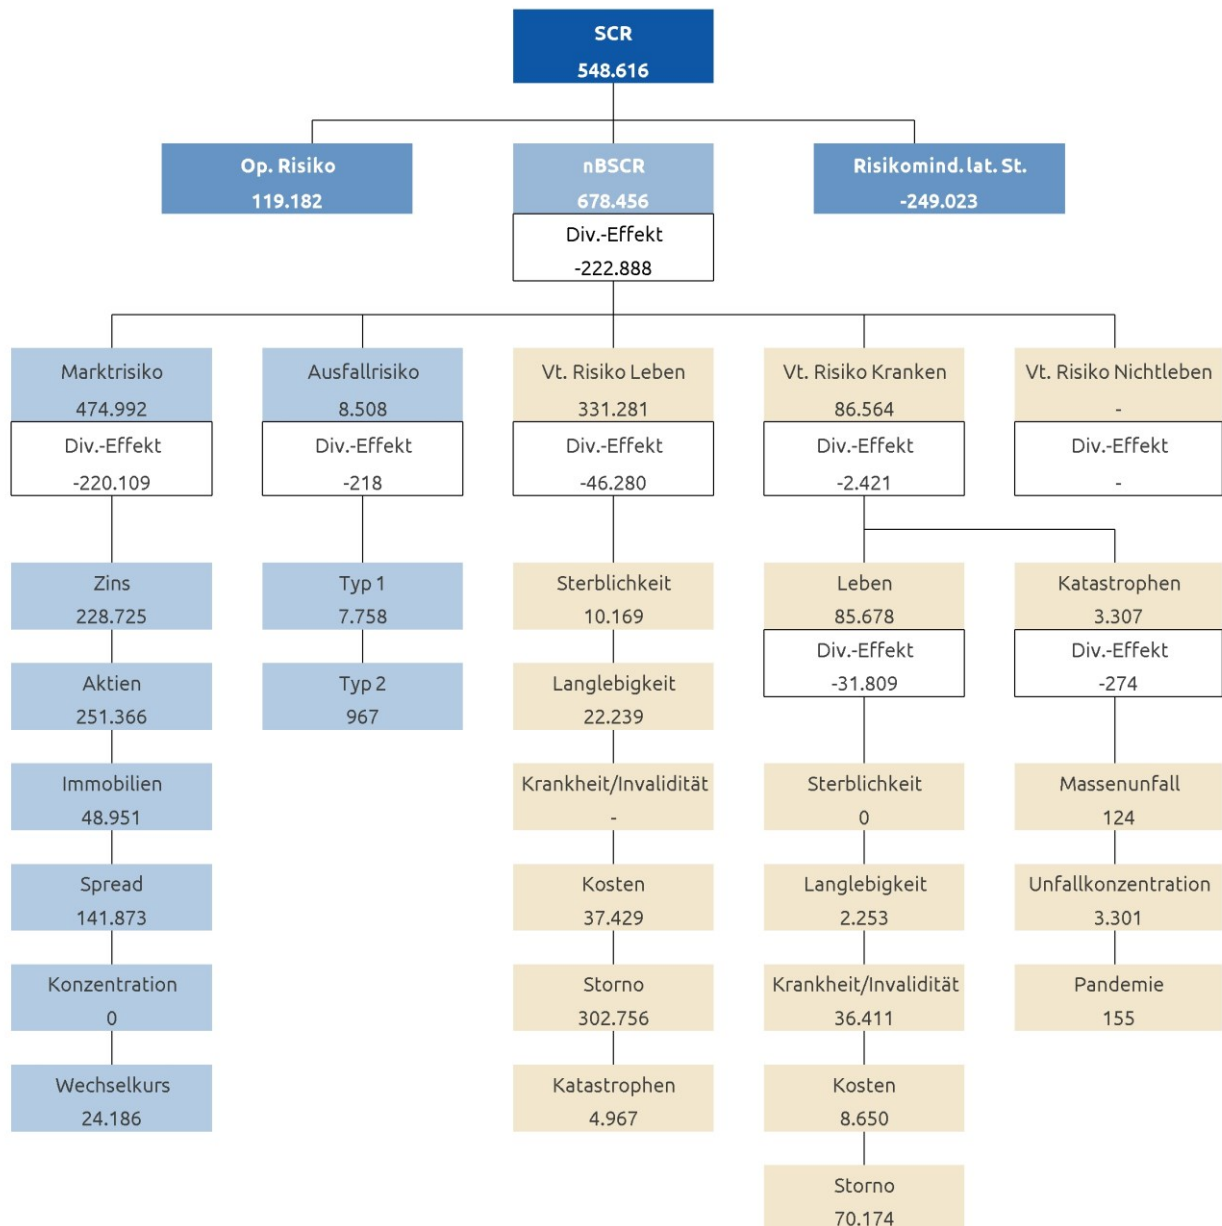 SCR
548.616
Op. Risiko
119.182
nBSCR
678.456
Risikomind. lat. St.
-249.023
Div.-Effekt
-222.888
Marktrisiko
474.992
Div.-Effekt
-220.109
Zins
228.725
Aktien
251.366
Immobilien
48.951
Spread
141.873
Konzentration
0
Wechselkurs
24.186
Ausfallrisiko
8.508
Div.-Effekt
-218
Typ 1
7.758
Typ 2
967
Vt. Risiko Leben
331.281
Div.-Effekt
-46.280
Sterblichkeit
10.169
Langlebigkeit
22.239
Krankheit/Invalidität
-
Kosten
37.429
Storno
302.756
Katastrophen
4.967
Vt. Risiko Kranken
86.564
Div.-Effekt
-2.421
Leben
85.678
Div.-Effekt
-31.809
Sterblichkeit
0
Langlebigkeit
2.253
Krankheit/Invalidität
36.411
Kosten
8.650
Storno
70.174
Katastrophen
3.307
Div.-Effekt
-274
Massenunfall
124
Unfallkonzentration
3.301
Pandemie
155
Vt. Risiko Nichtleben
-
Div.-Effekt
-